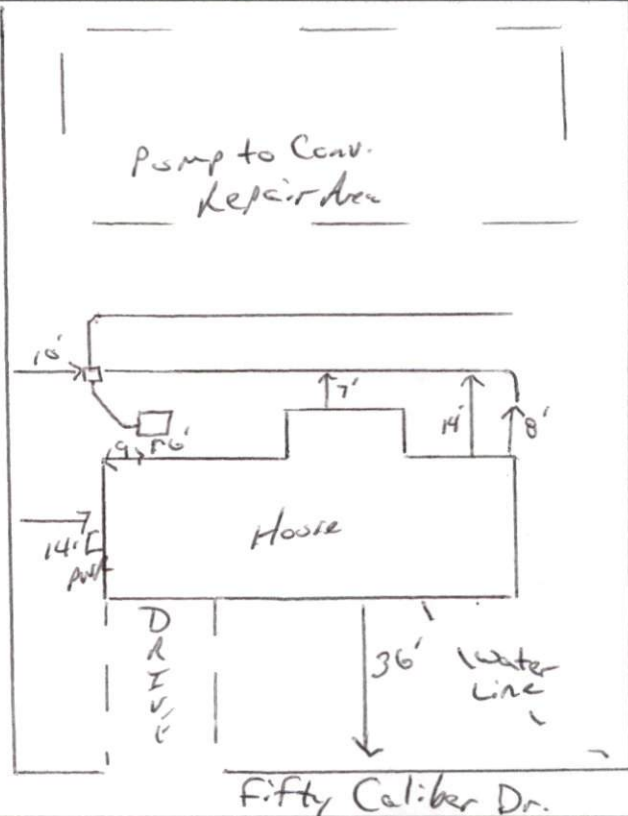 Pump to Conv.
Repair Area
10'
7'
14'
8'
9
6'
House
14'
DRIVE
36'
Water
Line
Fifty Caliber Dr.